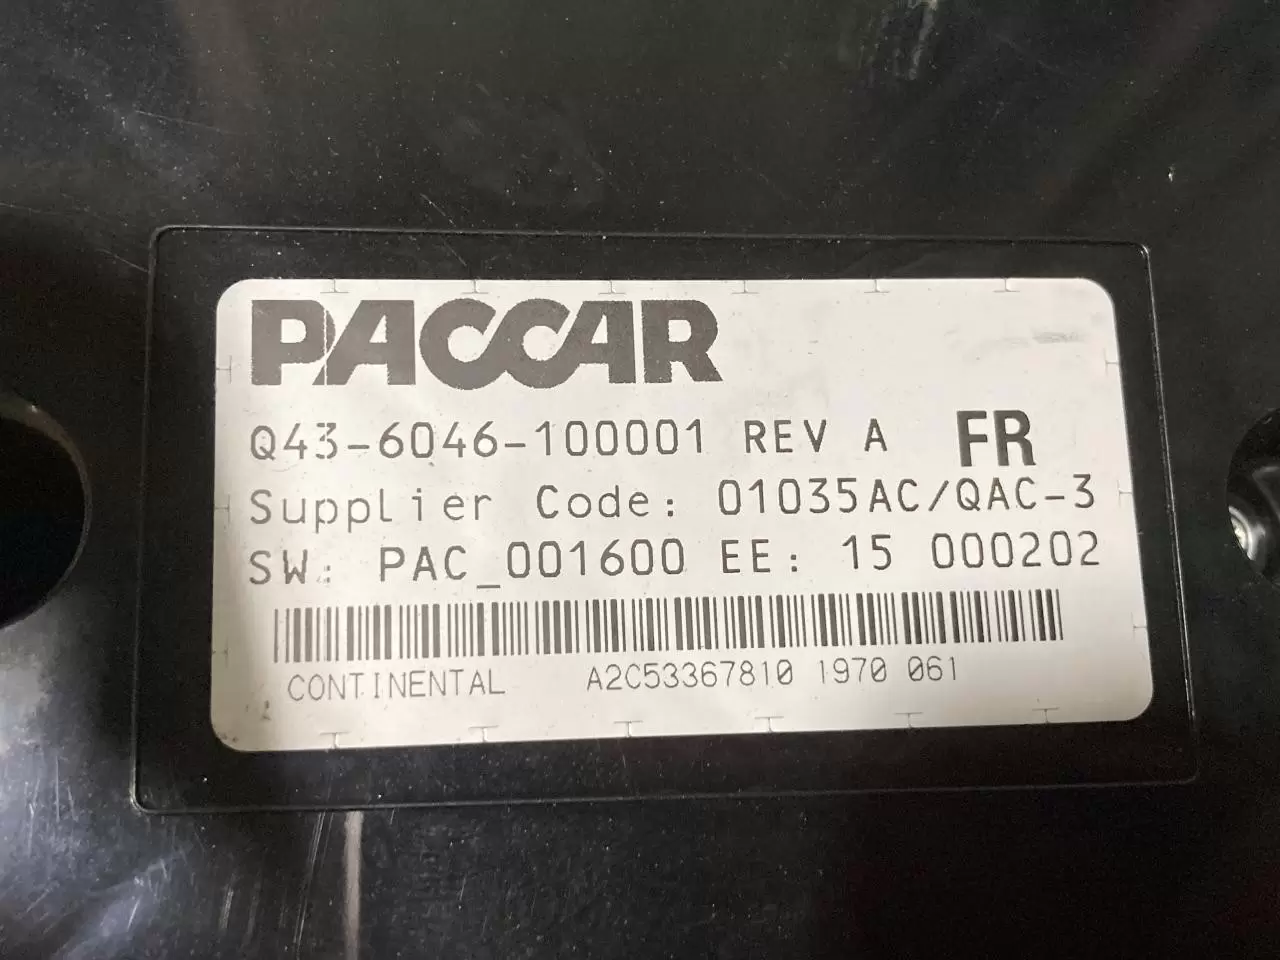 PACCAR
Q43-6046-100001 REV A FR
Supplier Code: 01035AC/QAC-3
SW: PAC_001600 EE: 15 000202
CONTINENTAL A2C53367810 1970 061